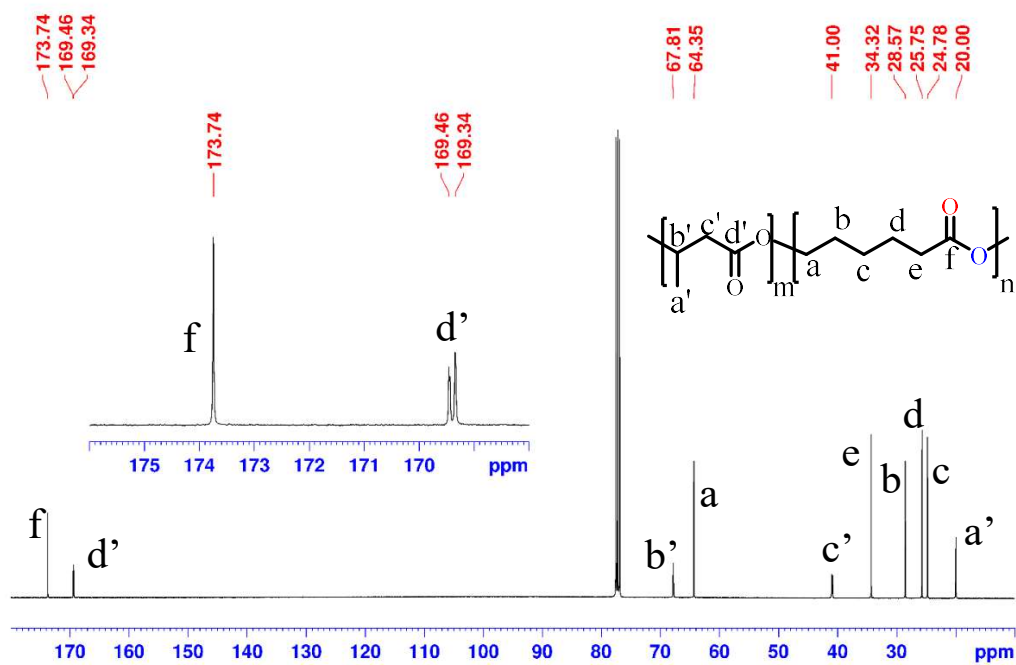 173.74
169.46
169.34
67.81
64.35
41.00
34.32
28.57
25.75
24.78
20.00
173.74
169.46
169.34
f
d’
175 174 173 172 171 170 ppm
b' c' d' O
O
a'
m
b d O
a c e f O
n
f
d’
b’
a
c’
e
b
d
c
a’
170 160 150 140 130 120 110 100 90 80 70 60 50 40 30 ppm